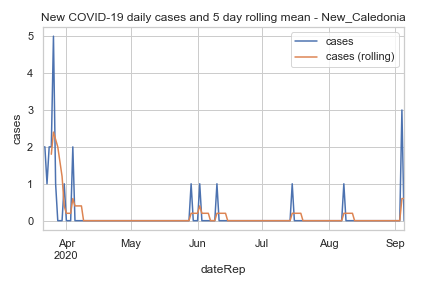 New COVID-19 daily cases and 5 day rolling mean - New_Caledonia
cases
cases (rolling)
5
4
3
2
1
0
cases
Apr
2020
May
Jun
Jul
Aug
Sep
dateRep